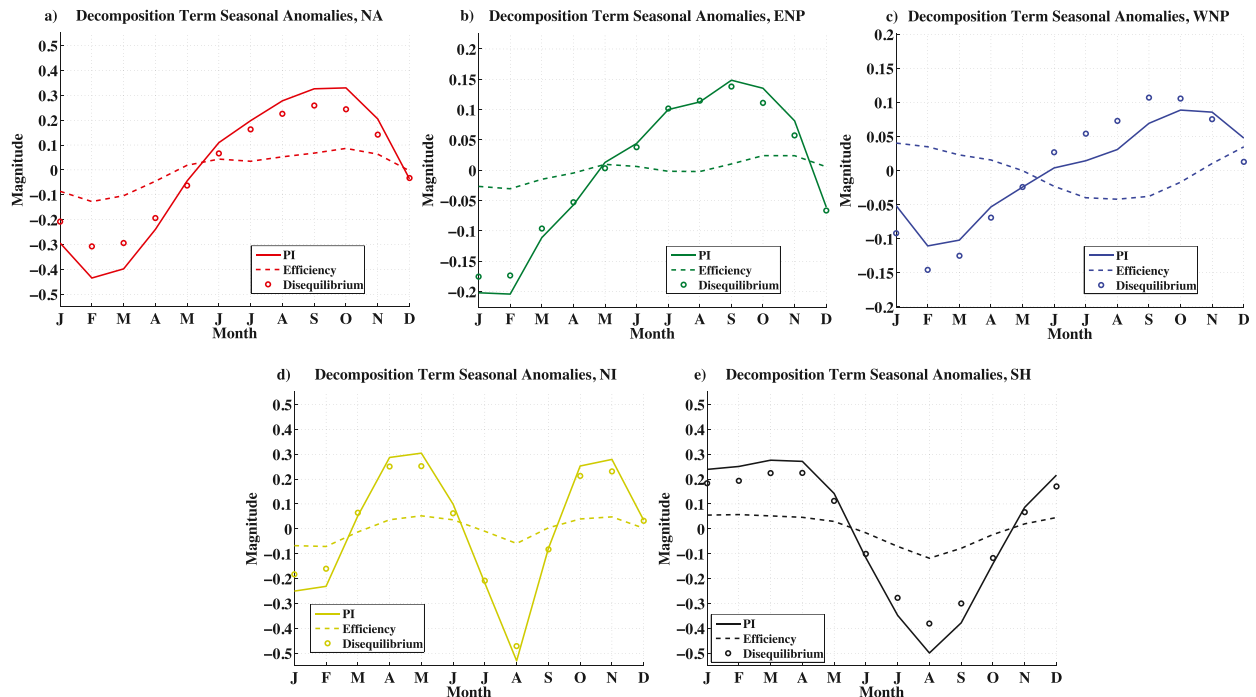 a) Decomposition Term Seasonal Anomalies, NA
0.5
0.4
0.3
0.2
0.1
0
−0.1
−0.2
−0.3
−0.4
−0.5
Magnitude
J F M A M J J A S O N D
Month
PI
Efficiency
Disequilibrium
b) Decomposition Term Seasonal Anomalies, ENP
0.2
0.15
0.1
0.05
0
−0.05
−0.1
−0.15
−0.2
Magnitude
J F M A M J J A S O N D
Month
PI
Efficiency
Disequilibrium
c) Decomposition Term Seasonal Anomalies, WNP
0.2
0.15
0.1
0.05
0
−0.05
−0.1
−0.15
−0.2
Magnitude
J F M A M J J A S O N D
Month
PI
Efficiency
Disequilibrium
d) Decomposition Term Seasonal Anomalies, NI
0.5
0.4
0.3
0.2
0.1
0
−0.1
−0.2
−0.3
−0.4
−0.5
Magnitude
J F M A M J J A S O N D
Month
PI
Efficiency
Disequilibrium
e) Decomposition Term Seasonal Anomalies, SH
0.5
0.4
0.3
0.2
0.1
0
−0.1
−0.2
−0.3
−0.4
−0.5
Magnitude
J F M A M J J A S O N D
Month
PI
Efficiency
Disequilibrium